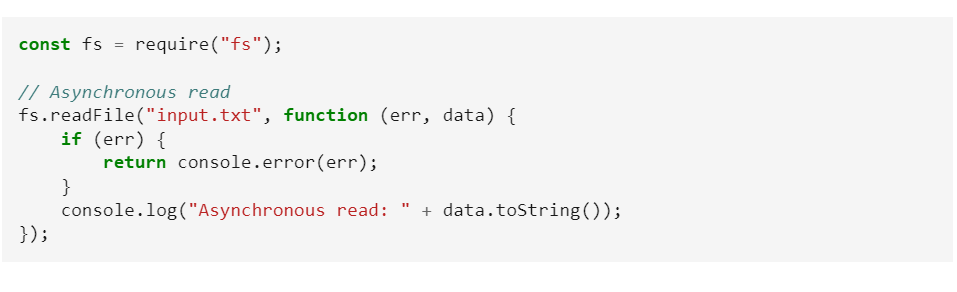 const fs = require("fs");

// Asynchronous read
fs.readFile("input.txt", function (err, data) {
    if (err) {
        return console.error(err);
    }
    console.log("Asynchronous read: " + data.toString());
});